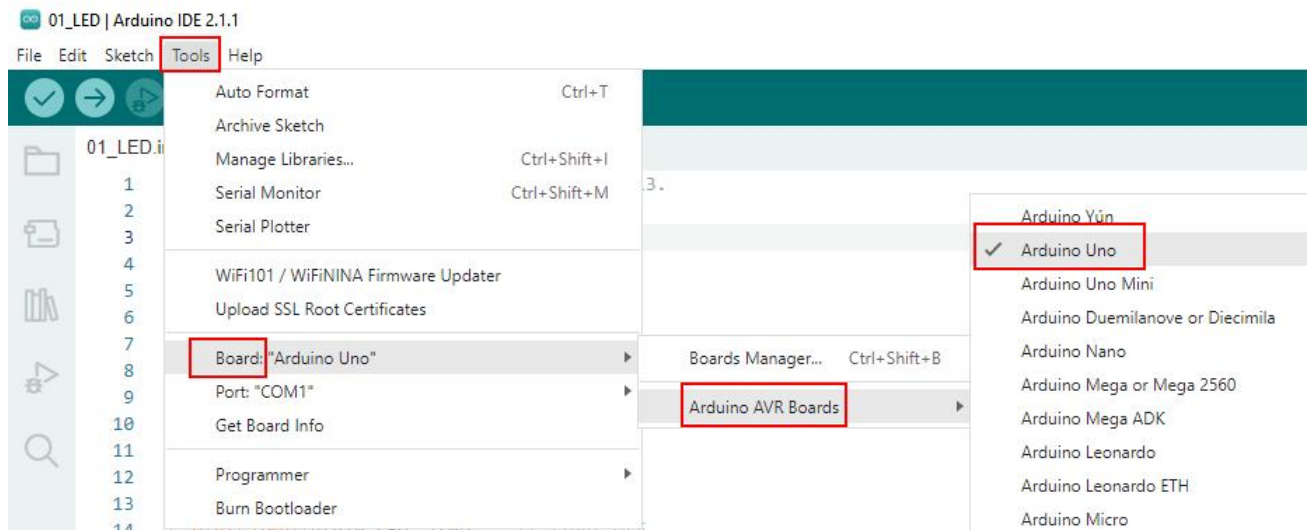 01_LED | Arduino IDE 2.1.1
File Edit Sketch Tools Help
01_LED.i
Auto Format Ctrl+T
Archive Sketch
Manage Libraries... Ctrl+Shift+I
Serial Monitor Ctrl+Shift+M
Serial Plotter
WiFi101 / WiFiNINA Firmware Updater
Upload SSL Root Certificates
Board: "Arduino Uno"
Port: "COM1"
Get Board Info
Programmer
Burn Bootloader
1
2
3
4
5
6
7
8
9
10
11
12
13
14
3.
Boards Manager... Ctrl+Shift+B
Arduino AVR Boards
Arduino Yún
Arduino Uno
Arduino Uno Mini
Arduino Duemilanove or Diecimila
Arduino Nano
Arduino Mega or Mega 2560
Arduino Mega ADK
Arduino Leonardo
Arduino Leonardo ETH
Arduino Micro